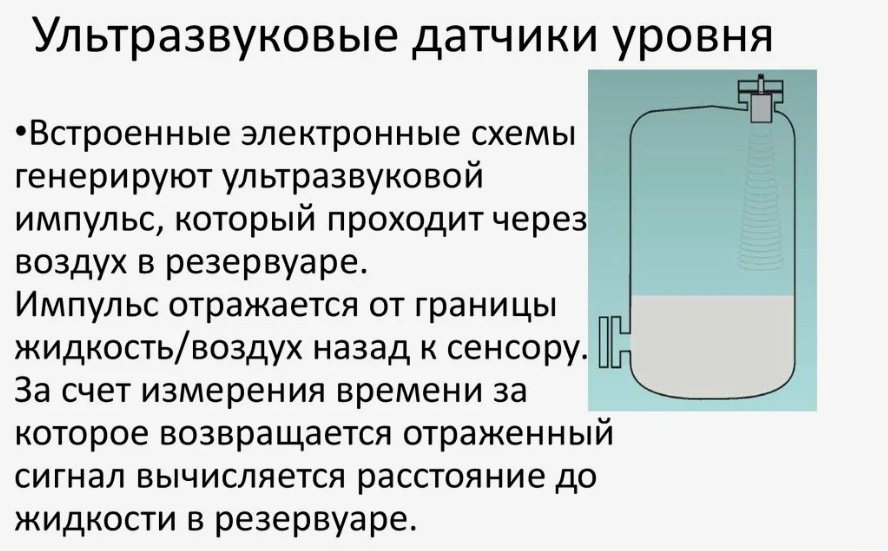 Ультразвуковые датчики уровня
•Встроенные электронные схемы
генерируют ультразвуковой
импульс, который проходит через
воздух в резервуаре.
Импульс отражается от границы
жидкость/воздух назад к сенсору.
За счет измерения времени за
которое возвращается отраженный
сигнал вычисляется расстояние до
жидкости в резервуаре.